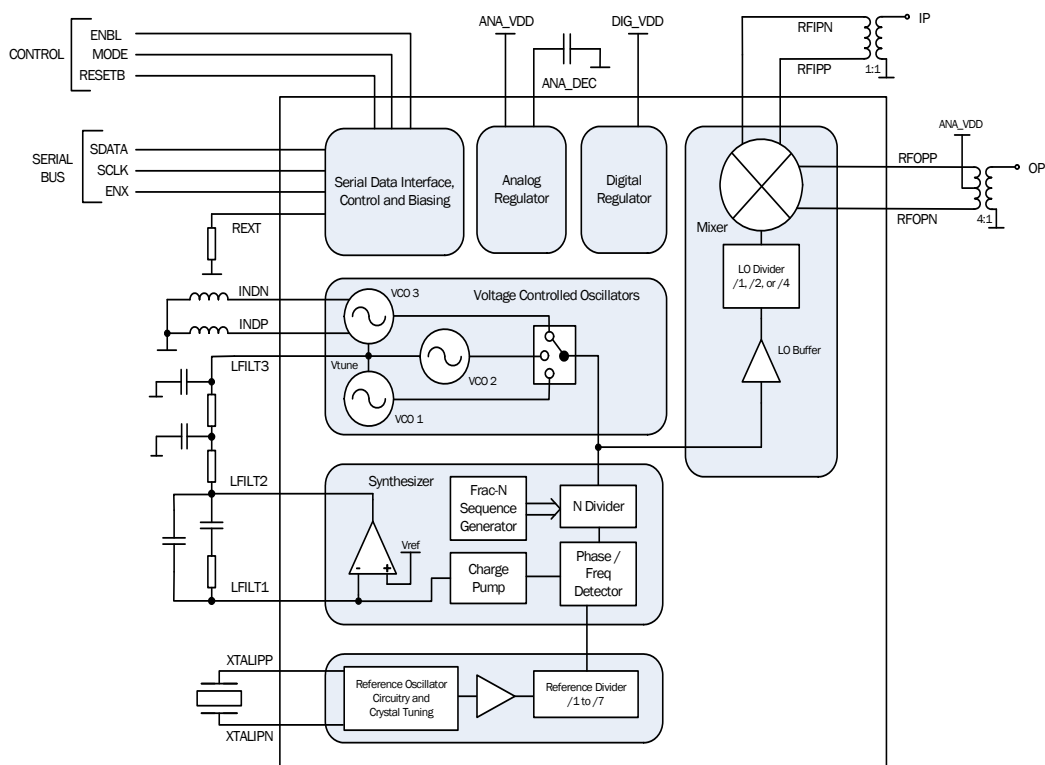 CONTROL
ENBL
MODE
RESETB
ANA_VDD
DIG_VDD
ANA_DEC
RFIPN
RFIPP
IP
1:1
SERIAL
BUS
SDATA
SCLK
ENX
REXT
Serial Data Interface,
Control and Biasing
Analog
Regulator
Digital
Regulator
Mixer
LO Divider
/1, /2, or /4
LO Buffer
ANA_VDD
RFOPP
RFOPN
OP
4:1
INDN
INDP
LFILT3
VCO 3
Voltage Controlled Oscillators
Vtune
VCO 2
VCO 1
LFILT2
LFILT1
Synthesizer
Frac-N
Sequence
Generator
N Divider
Vref
-
+
Charge
Pump
Phase /
Freq
Detector
XTALIPP
XTALIPN
Reference Oscillator
Circuitry and
Crystal Tuning
Reference Divider
/1 to /7